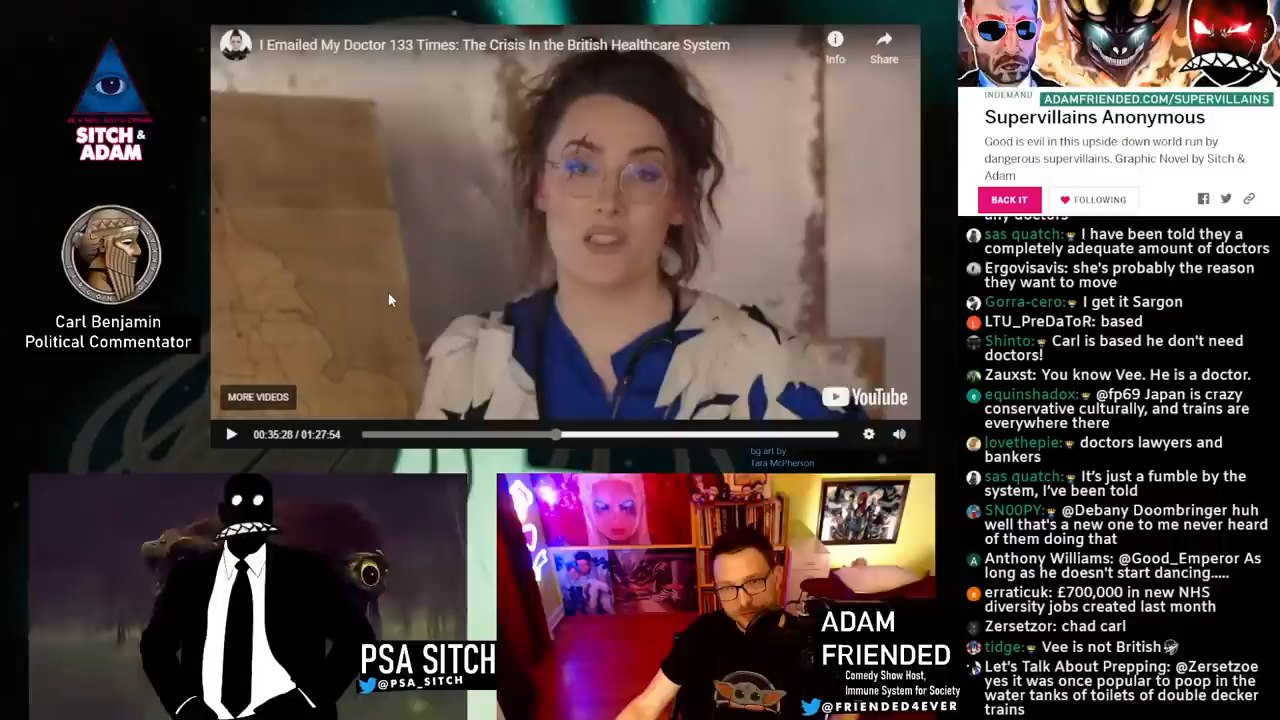 I Emailed My Doctor 133 Times: The Crisis In the British Healthcare System
Info
Share
SITCH &
ADAM
Carl Benjamin
Political Commentator
MORE VIDEOS
YouTube
00:35:28 / 01:27:54
bg art by
Tara McPherson
PSA SITCH
@PSA_SITCH
ADAM
FRIENDED
Comedy Show Host,
Immune System for Society
@FRIENDED4EVER
INDEMAND
ADAMFRIENDED.COM/SUPERVILLAINS
Supervillains Anonymous
Good is evil in this upside-down world run by
dangerous supervillains. Graphic Novel by Sitch &
Adam
BACK IT
FOLLOWING
any doctors
sas quatch: I have been told they a
completely adequate amount of doctors
Ergovisavis: she's probably the reason
they want to move
Gorra-cero: I get it Sargon
LTU_PreDaToR: based
Shinto: Carl is based he don't need
doctors!
Zauxst: You know Vee. He is a doctor.
equinshadox: @fp69 Japan is crazy
conservative culturally, and trains are
everywhere there
lovethepie: doctors lawyers and
bankers
sas quatch: It's just a fumble by the
system, I've been told
SN00PY: @Debany Doombringer huh
well that's a new one to me never heard
of them doing that
Anthony Williams: @Good_Emperor As
long as he doesn't start dancing.....
erraticuk: £700,000 in new NHS
diversity jobs created last month
Zersetzor: chad carl
tidge: Vee is not British
Let's Talk About Prepping: @Zersetzoe
yes it was once popular to poop in the
water tanks of toilets of double decker
trains